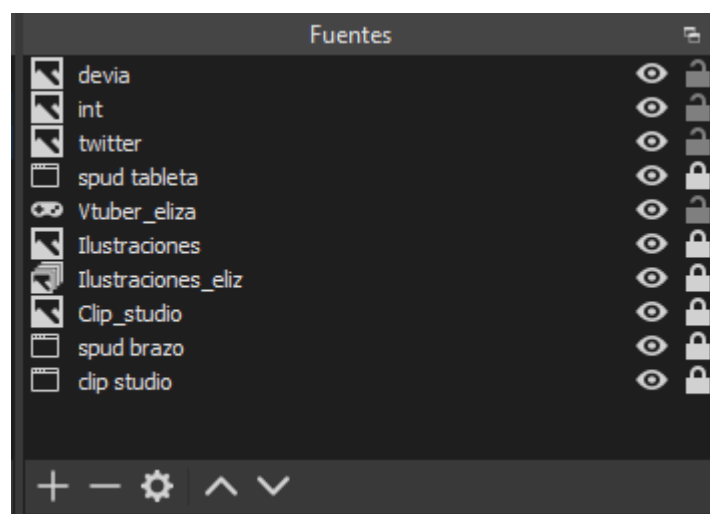 Fuentes
devia
int
twitter
spud tableta
Vtuber_eliza
Ilustraciones
Ilustraciones_eliz
Clip_studio
spud brazo
clip studio